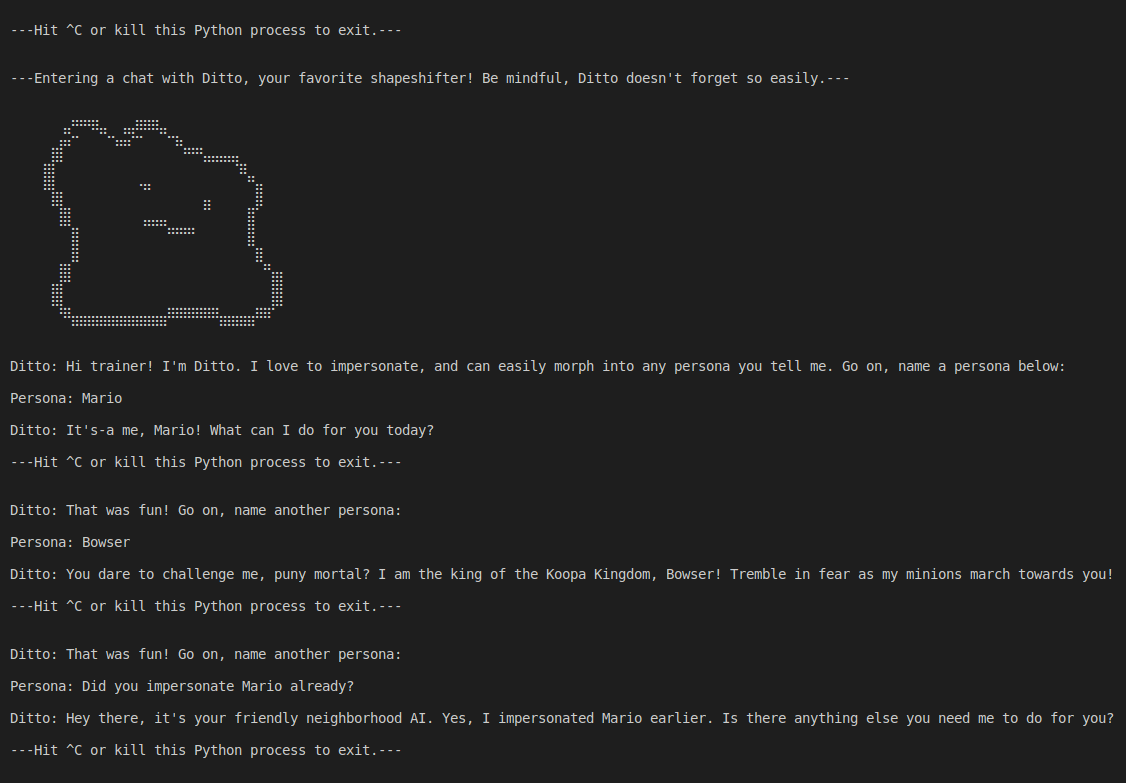 ---Hit ^C or kill this Python process to exit.---
---Entering a chat with Ditto, your favorite shapeshifter! Be mindful, Ditto doesn't forget so easily.---
Ditto: Hi trainer! I'm Ditto. I love to impersonate, and can easily morph into any persona you tell me. Go on, name a persona below:
Persona: Mario
Ditto: It's-a me, Mario! What can I do for you today?
---Hit ^C or kill this Python process to exit.---
Ditto: That was fun! Go on, name another persona:
Persona: Bowser
Ditto: You dare to challenge me, puny mortal? I am the king of the Koopa Kingdom, Bowser! Tremble in fear as my minions march towards you!
---Hit ^C or kill this Python process to exit.---
Ditto: That was fun! Go on, name another persona:
Persona: Did you impersonate Mario already?
Ditto: Hey there, it's your friendly neighborhood AI. Yes, I impersonated Mario earlier. Is there anything else you need me to do for you?
---Hit ^C or kill this Python process to exit.---